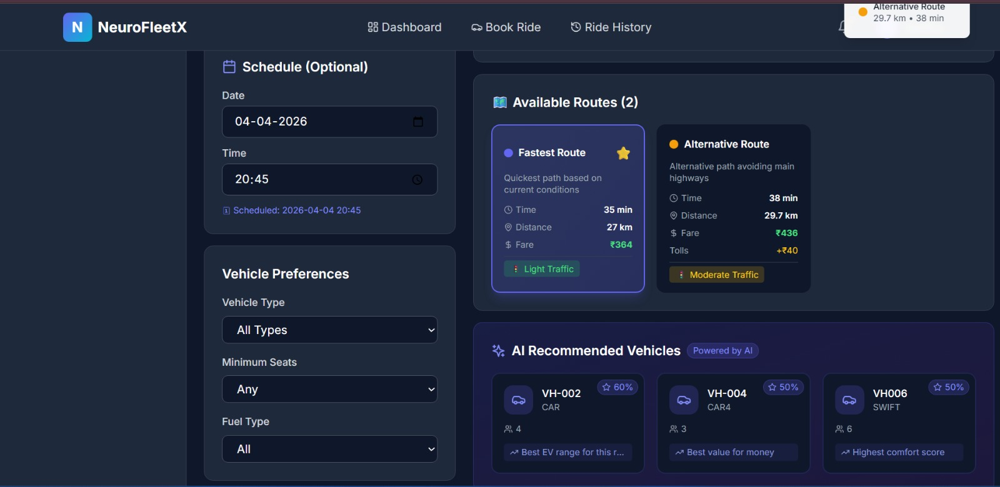 N NeuroFleetX
Dashboard
Book Ride
Ride History
Alternative Route
29.7 km • 38 min
Schedule (Optional)
Date
04-04-2026
Time
20:45
Scheduled: 2026-04-04 20:45
Vehicle Preferences
Vehicle Type
All Types
Minimum Seats
Any
Fuel Type
All
Available Routes (2)
Fastest Route
Quickest path based on
current conditions
Time 35 min
Distance 27 km
$ Fare ₹364
Light Traffic
Alternative Route
Alternative path avoiding main
highways
Time 38 min
Distance 29.7 km
$ Fare ₹436
Tolls +₹40
Moderate Traffic
AI Recommended Vehicles Powered by AI
60%
VH-002
CAR
4
Best EV range for this r...
50%
VH-004
CAR4
3
Best value for money
50%
VH006
SWIFT
6
Highest comfort score